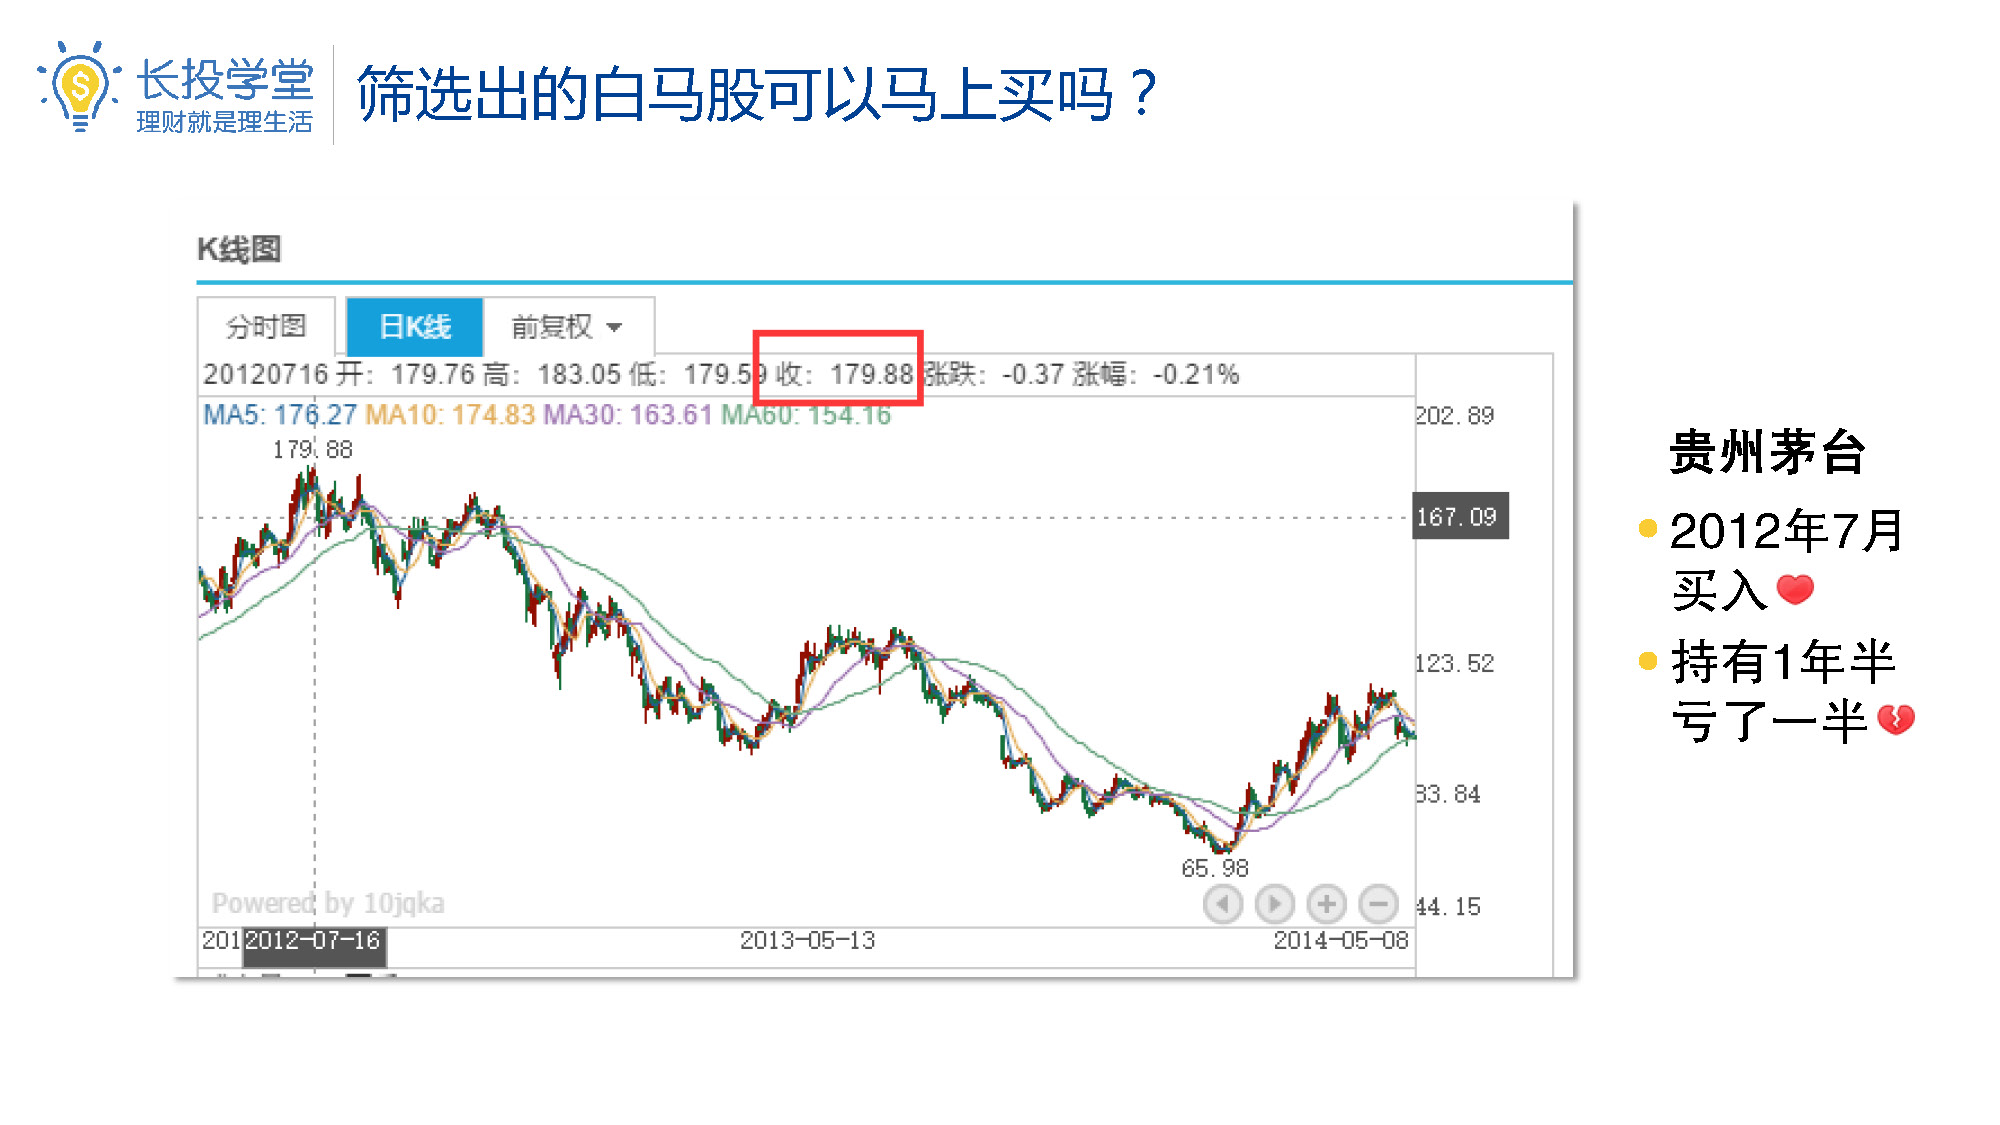 长投学堂
理财就是理生活
筛选出的白马股可以马上买吗？
K线图
分时图 日K线 前复权
20120716 开： 179.76 高： 183.05 低： 179.59 收： 179.88 涨跌： -0.37 涨幅： -0.21%
MA5: 176.27 MA10: 174.83 MA30: 163.61 MA60: 154.16
202.89
179.88
167.09
123.52
83.84
65.98
44.15
Powered by 10jqka
201 2012-07-16 2013-05-13 2014-05-08
贵州茅台
2012年7月
买入
持有1年半
亏了一半